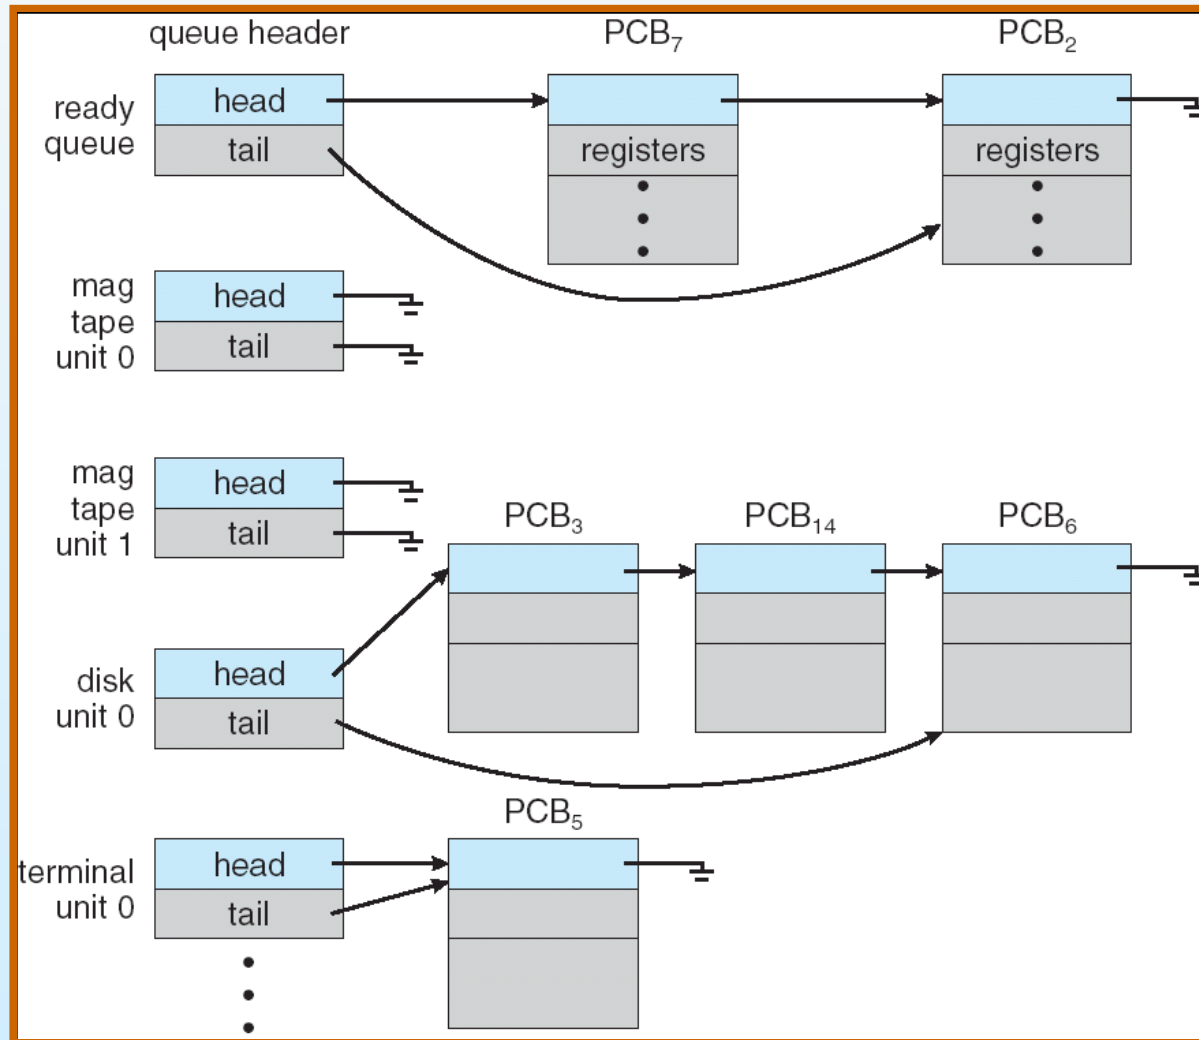 queue header
PCB7
PCB2
ready
queue
head
tail
registers
registers
mag
tape
unit 0
head
tail
mag
tape
unit 1
head
tail
PCB3
PCB14
PCB6
disk
unit 0
head
tail
PCB5
terminal
unit 0
head
tail